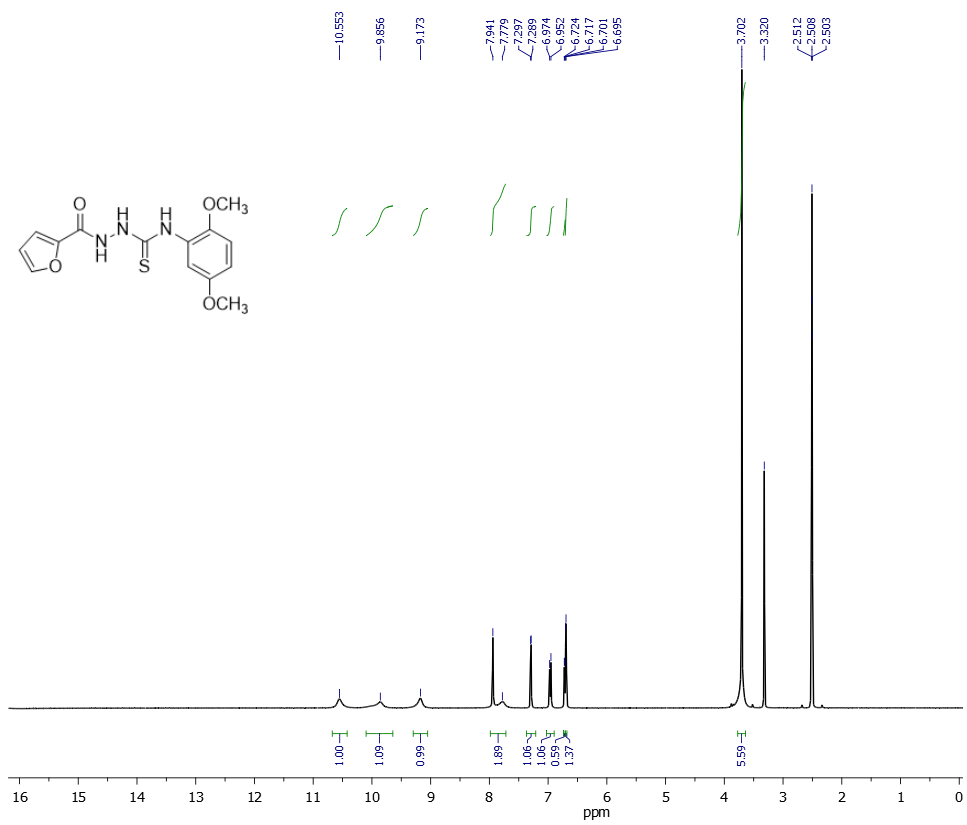 10.553
9.856
9.173
7.941
7.779
7.297
7.289
6.974
6.952
6.724
6.717
6.701
6.695
3.702
3.320
2.512
2.508
2.503
O
H
N
N
H
S
H
N
OCH3
OCH3
O
1.00
1.09
0.99
1.89
1.06
1.06
0.59
1.37
5.59
16 15 14 13 12 11 10 9 8 7 6 5 4 3 2 1 0
ppm